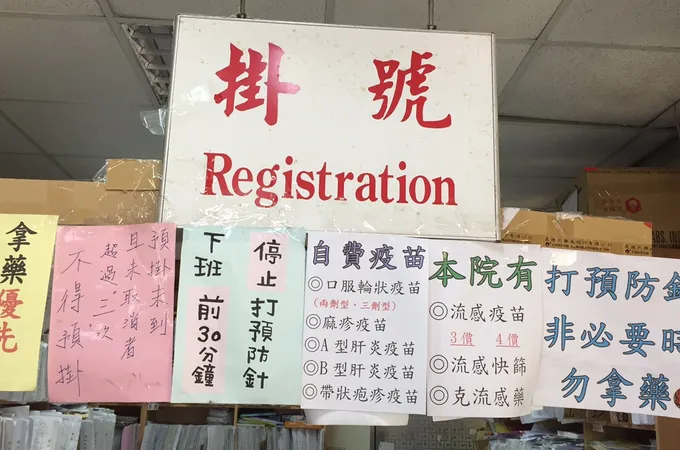 掛號
Registration
拿藥
優先
預掛未到
且未取消者
超過三次
不得預掛
停止打預防針
下班前30分鐘
自費疫苗
◎口服輪狀疫苗
(兩劑型、三劑型)
◎麻疹疫苗
◎A型肝炎疫苗
◎B型肝炎疫苗
◎帶狀疱疹疫苗
本院有
◎流感疫苗
3價 4價
◎流感快篩
◎克流感藥
打預防針
非必要時
勿拿藥
LABS, IN